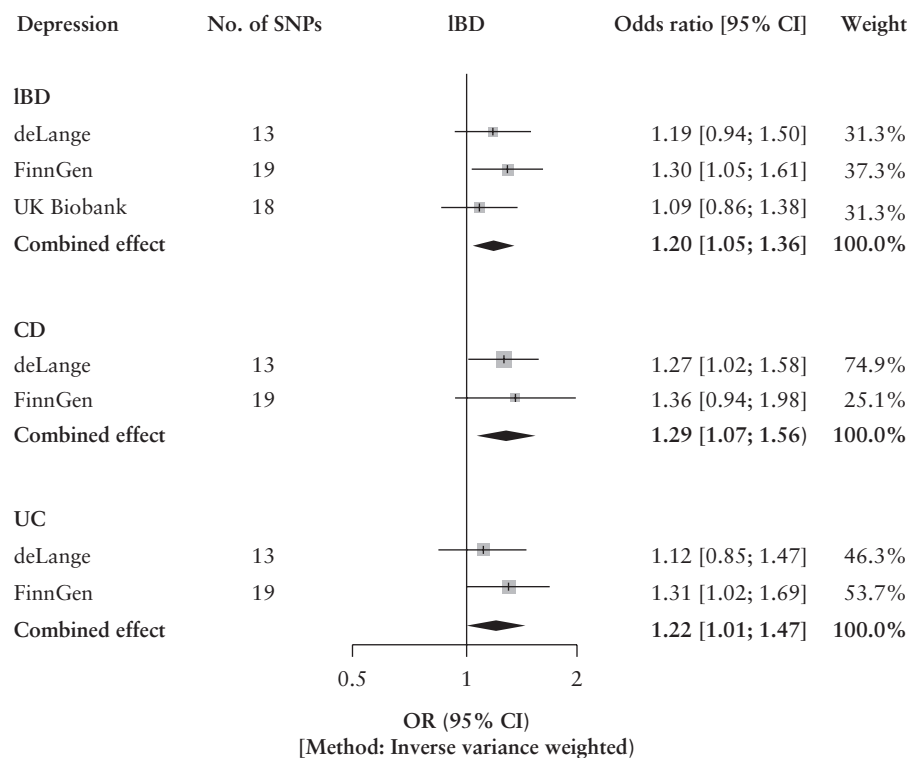 Depression No. of SNPs lBD Odds ratio [95% CI] Weight
lBD
deLange 13 1.19 [0.94; 1.50] 31.3%
FinnGen 19 1.30 [1.05; 1.61] 37.3%
UK Biobank 18 1.09 [0.86; 1.38] 31.3%
Combined effect 1.20 [1.05; 1.36] 100.0%
CD
deLange 13 1.27 [1.02; 1.58] 74.9%
FinnGen 19 1.36 [0.94; 1.98] 25.1%
Combined effect 1.29 [1.07; 1.56) 100.0%
UC
deLange 13 1.12 [0.85; 1.47] 46.3%
FinnGen 19 1.31 [1.02; 1.69] 53.7%
Combined effect 1.22 [1.01; 1.47] 100.0%
0.5 1 2
OR (95% CI)
[Method: Inverse variance weighted)